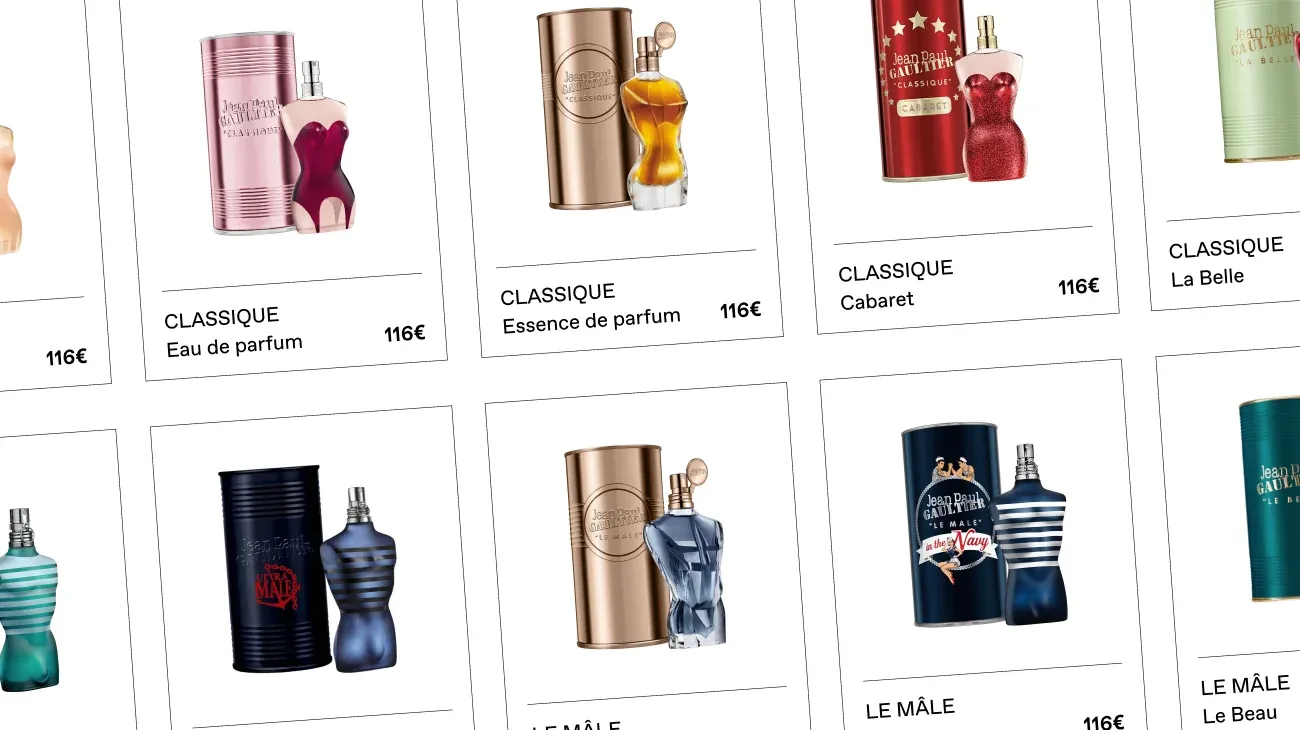 Jean Paul
GAULTIER
"CLASSIQUE"
Jean Paul
GAULTIER
"CLASSIQUE"
Jean Paul
GAULTIER
"CLASSIQUE"
CABARET
Jean Paul
GAULTIER
"LA BELLE
116€
CLASSIQUE
Eau de parfum
116€
CLASSIQUE
Essence de parfum
116€
CLASSIQUE
Cabaret
116€
CLASSIQUE
La Belle
Jean Paul
GAULTIER
ULTRA
MALE
Jean Paul
GAULTIER
"LE MALE"
Jean Paul
GAULTIER
"LE MALE"
in the Navy
Jean P
GAULT
"LE BE
LE MÂLE
LE MÂLE
116€
LE MÂLE
Le Beau